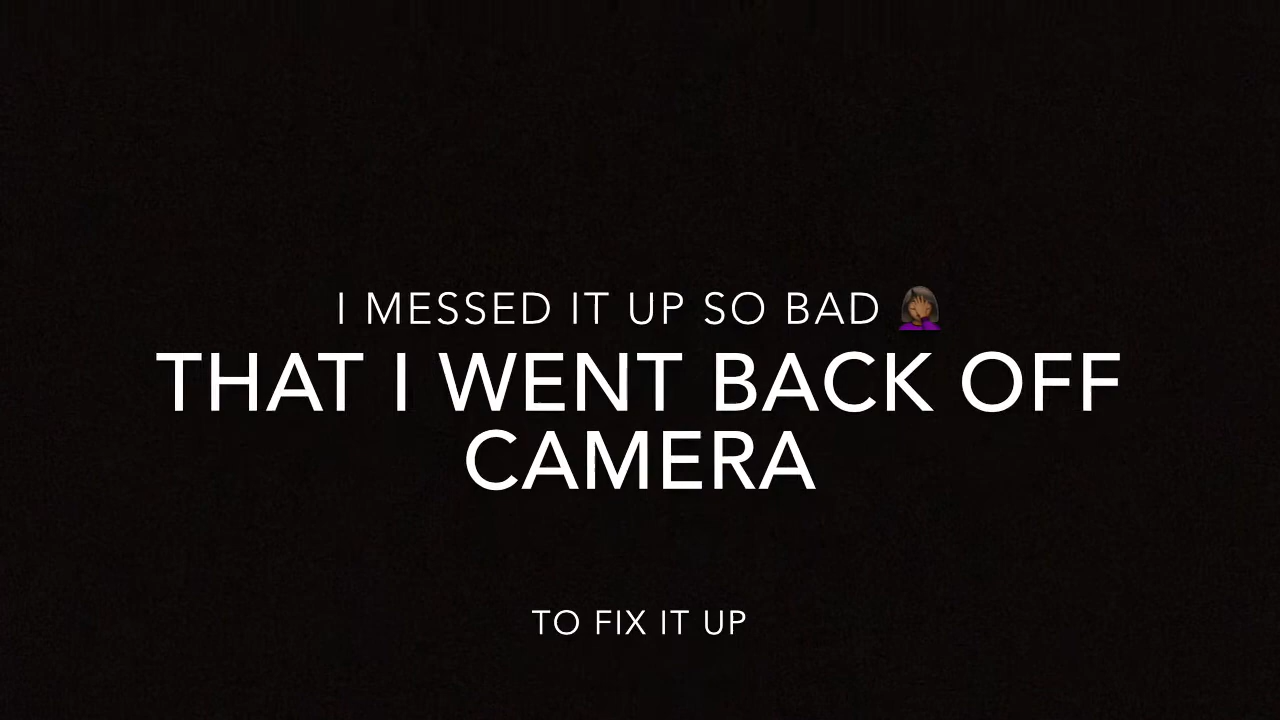 I MESSED IT UP SO BAD 🤦🏾‍♀️
THAT I WENT BACK OFF
CAMERA
TO FIX IT UP